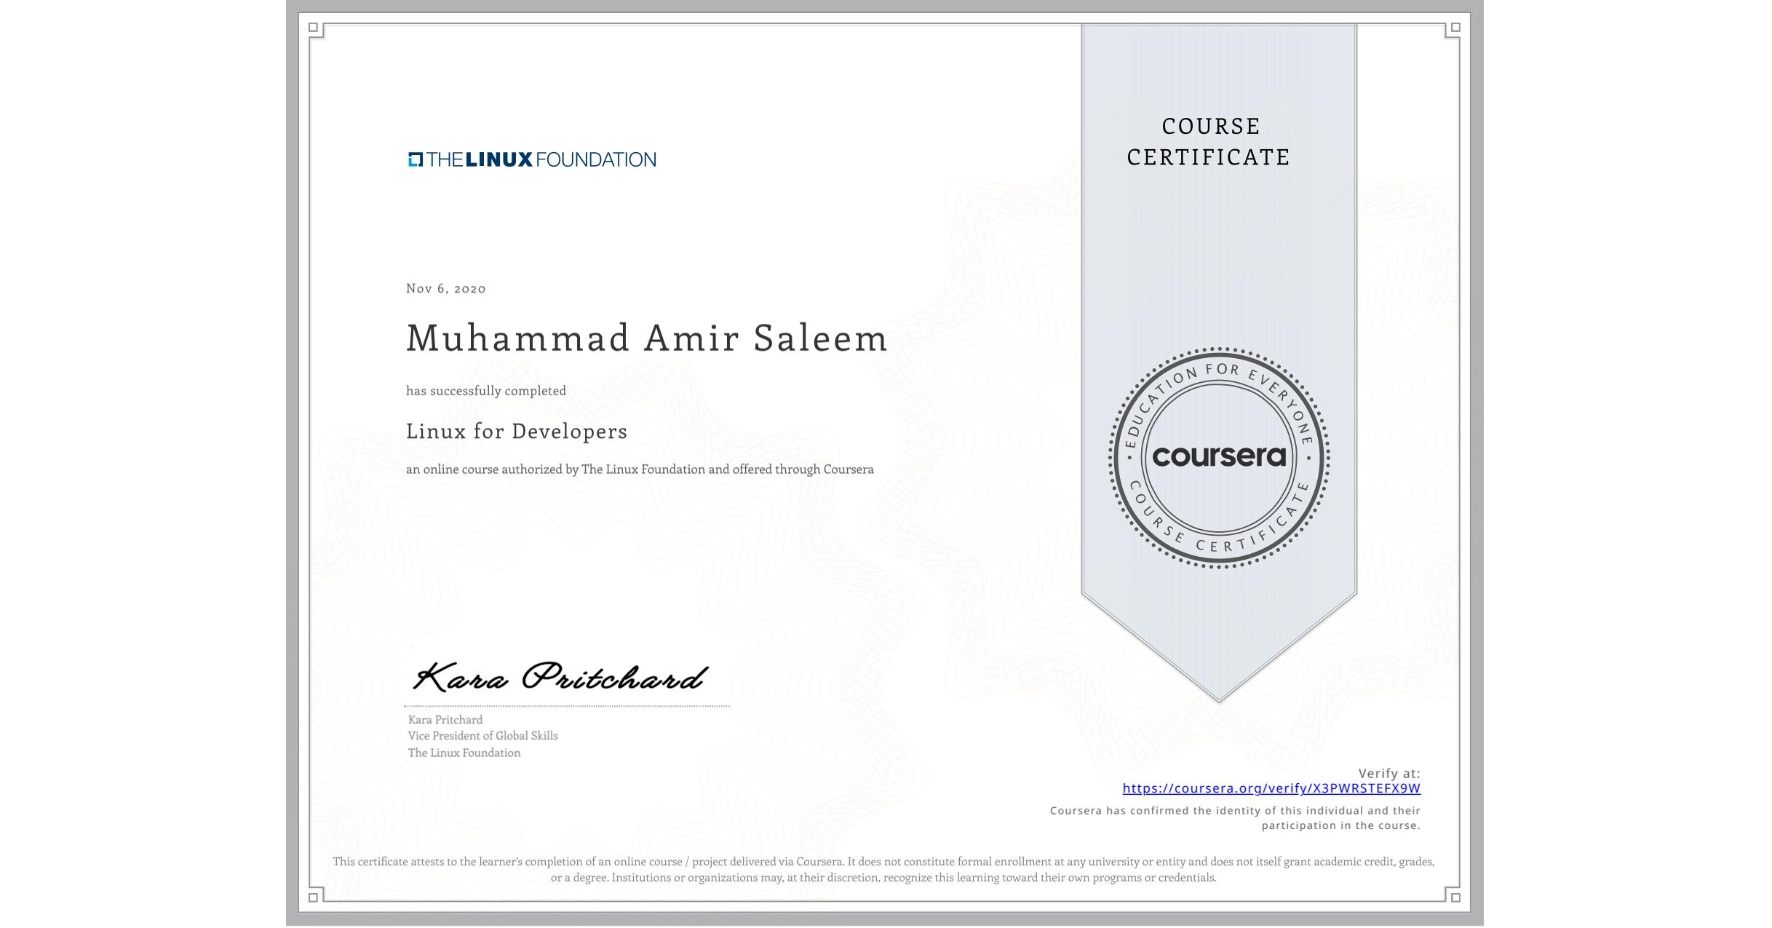 THE LINUX FOUNDATION
COURSE
CERTIFICATE
Nov 6, 2020
Muhammad Amir Saleem
has successfully completed
Linux for Developers
an online course authorized by The Linux Foundation and offered through Coursera
EDUCATION FOR EVERYONE
coursera
COURSE CERTIFICATE
Kara Pritchard
Kara Pritchard
Vice President of Global Skills
The Linux Foundation
Verify at:
https://coursera.org/verify/X3PWRSTEFX9W
Coursera has confirmed the identity of this individual and their
participation in the course.
This certificate attests to the learner's completion of an online course / project delivered via Coursera. It does not constitute formal enrollment at any university or entity and does not itself grant academic credit, grades,
or a degree. Institutions or organizations may, at their discretion, recognize this learning toward their own programs or credentials.